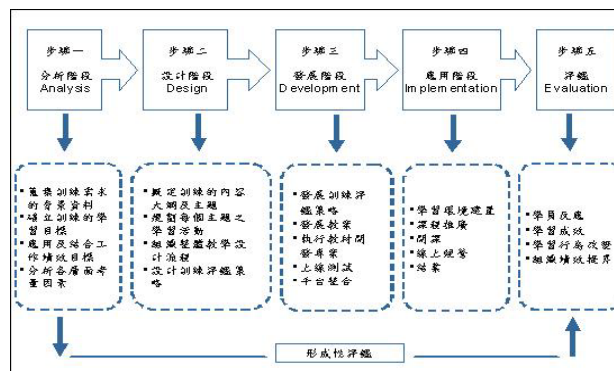 步驟一
分析階段
Analysis
步驟二
設計階段
Design
步驟三
發展階段
Development
步驟四
應用階段
Implementation
步驟五
評鑑
Evaluation
蒐集訓練需求
的背景資料
確立訓練的學
習目標
應用及結合工
作績效目標
分析各層面考
量因素
擬定訓練的內容
大綱及主題
規劃每個主題之
學習活動
組織整體教學設
計流程
設計訓練評鑑策
略
發展訓練評
鑑策略
發展教案
執行教材開
發專案
上線測試
平台整合
學習環境建置
課程推廣
開課
線上經營
結案
學員反應
學習成效
學習行為改變
組織績效提昇
形成性評鑑